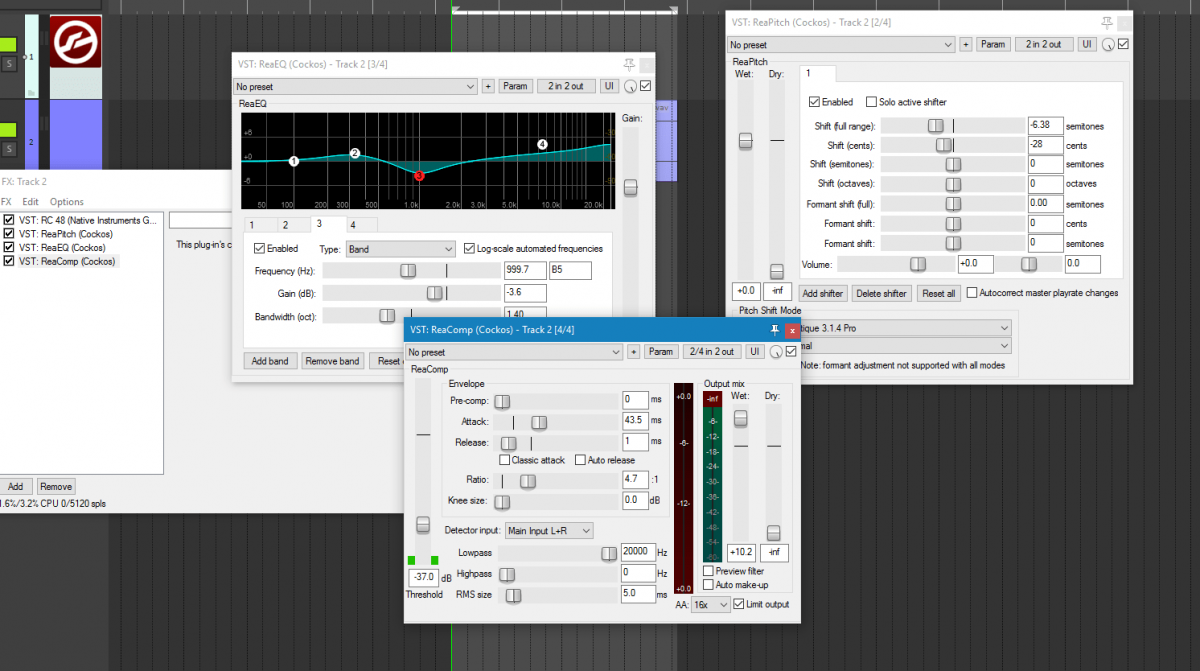 VST: ReaPitch (Cockos) - Track 2 [2/4]
No preset
+
Param
2 in 2 out
UI
ReaPitch
Wet: Dry:
1
Enabled
Solo active shifter
Shift (full range): -6.38 semitones
Shift (cents): -28 cents
Shift (semitones): 0 semitones
Shift (octaves): 0 octaves
Formant shift (full): 0.00 semitones
Formant shift: 0 cents
Formant shift: 0 semitones
Volume: +0.0 0.0
+0.0 -inf
Add shifter Delete shifter Reset all Autocorrect master playrate changes
Pitch Shift Mode
tique 3.1.4 Pro
mal
Note: formant adjustment not supported with all modes
S
1
2
S
VST: ReaEQ (Cockos) - Track 2 [3/4]
No preset
+
Param
2 in 2 out
UI
ReaEQ
Gain:
+6
+0
-6
1 2 3 4
50 100 200 300 500 1.0k 2.0k 3.0k 5.0k 10.0k 20.0k
1 2 3 4
Enabled Type: Band Log-scale automated frequencies
Frequency (Hz): 999.7 B5
Gain (dB): -3.6
Bandwidth (oct): 1.40
Add band Remove band Reset
FX: Track 2
FX Edit Options
VST: RC 48 (Native Instruments G...
VST: ReaPitch (Cockos)
VST: ReaEQ (Cockos)
VST: ReaComp (Cockos)
This plug-in's c
Add Remove
1.6%/3.2% CPU 0/5120 spls
VST: ReaComp (Cockos) - Track 2 [4/4]
x
No preset
+
Param
2/4 in 2 out
UI
ReaComp
Envelope
Pre-comp: 0 ms
Attack: 43.5 ms
Release: 1 ms
Classic attack Auto release
Ratio: 4.7 :1
Knee size: 0.0 dB
Detector input: Main Input L+R
Lowpass 20000 Hz
Highpass 0 Hz
RMS size 5.0 ms
-37.0 dB
Threshold
+0.0
-6-
-12-
+0.0
Output mix
Wet: Dry:
-inf
-6-
-12-
-18-
-24-
-30-
-36-
-42-
-48-
-54-
-60-
+10.2 -inf
Preview filter
Auto make-up
AA: 16x Limit output